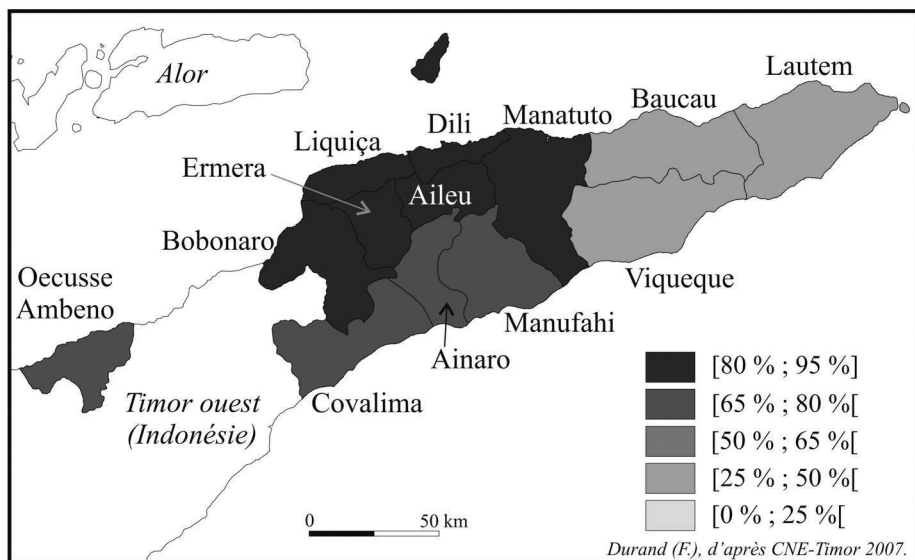 Alor
Lautem
Baucau
Manatuto
Dili
Liquiça
Ermera
Aileu
Bobonaro
Oecusse
Ambeno
Viqueque
Manufahi
Ainaro
Covalima
Timor ouest
(Indonésie)
[80 % ; 95 %]
[65 % ; 80 %[
[50 % ; 65 %[
[25 % ; 50 %[
[0 % ; 25 %[
0 50 km
Durand (F.), d'après CNE-Timor 2007.